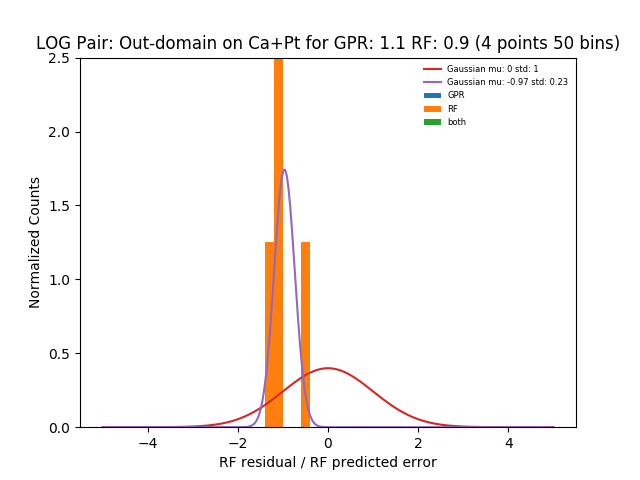 LOG Pair: Out-domain on Ca+Pt for GPR: 1.1 RF: 0.9 (4 points 50 bins)
Gaussian mu: 0 std: 1
Gaussian mu: -0.97 std: 0.23
GPR
RF
both
Normalized Counts
2.5
2.0
1.5
1.0
0.5
0.0
−4 −2 0 2 4
RF residual / RF predicted error